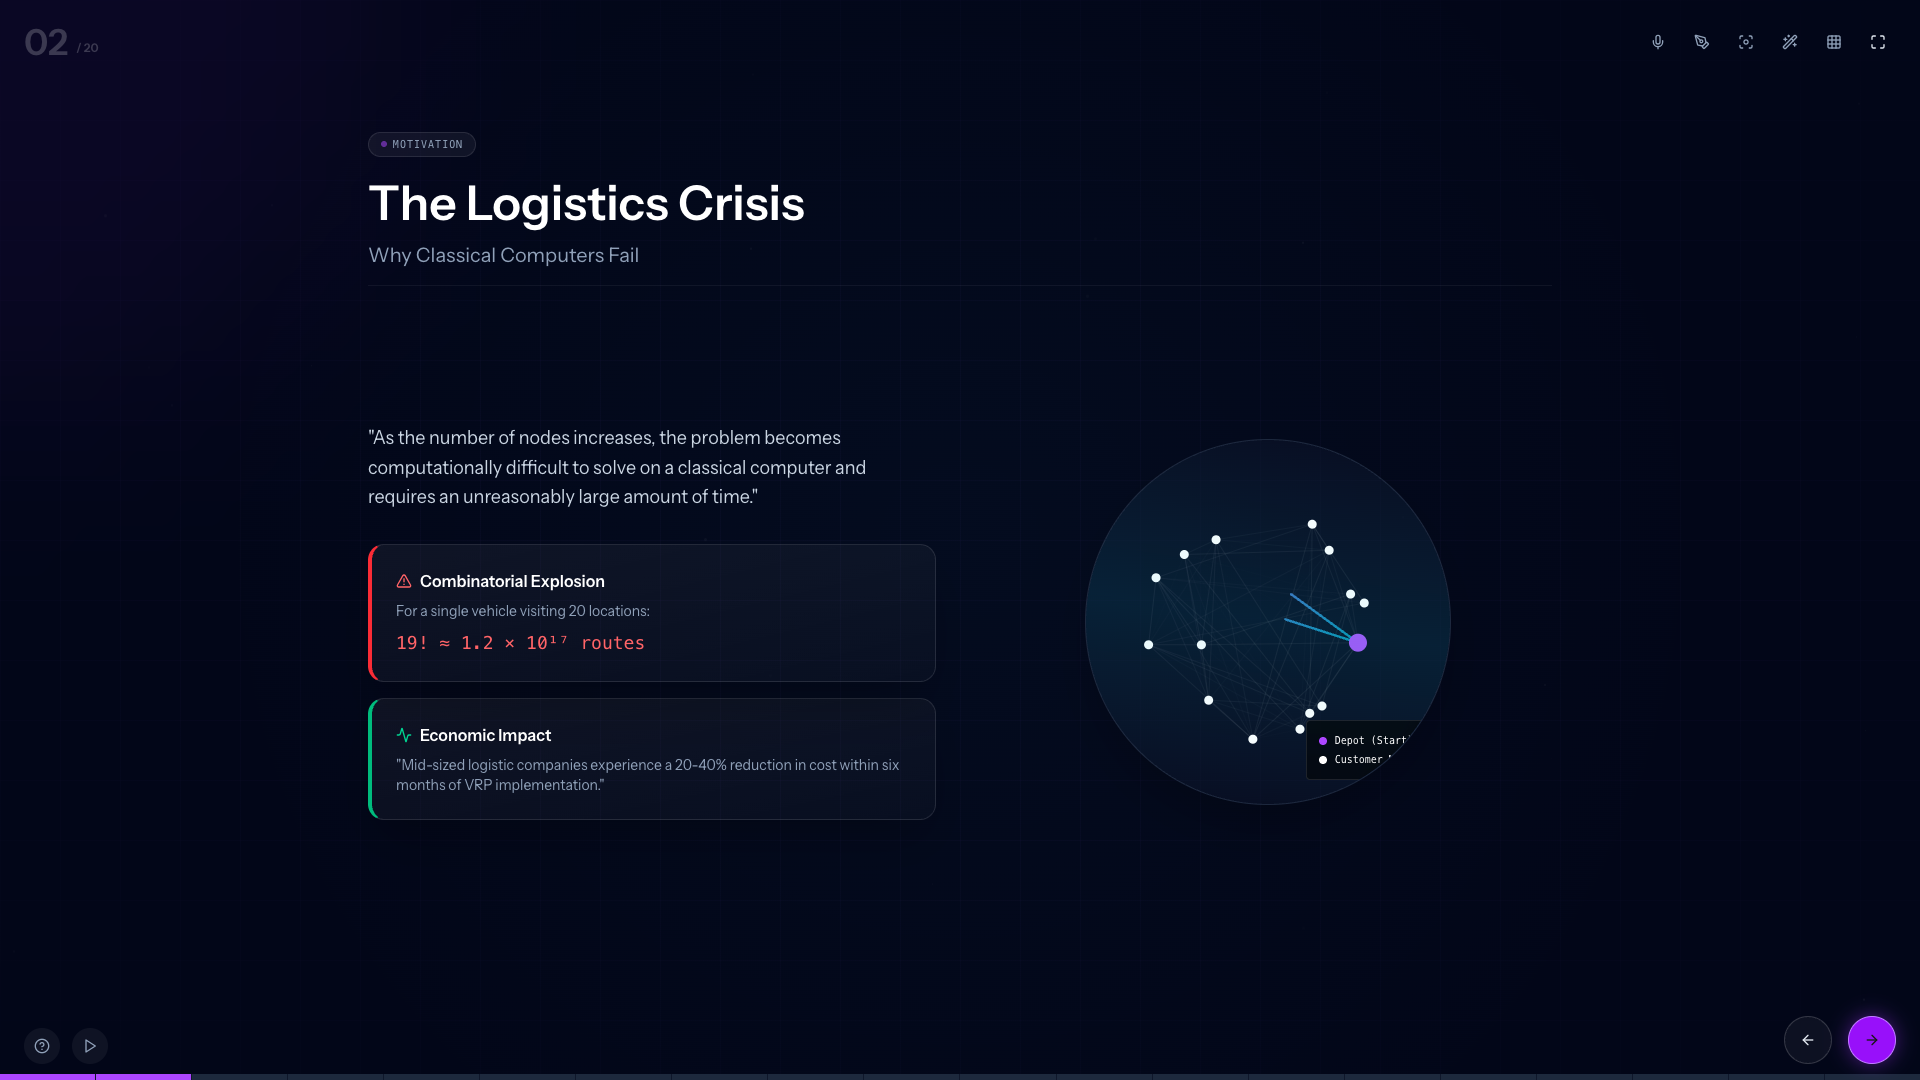 02 / 20
MOTIVATION
The Logistics Crisis
Why Classical Computers Fail
"As the number of nodes increases, the problem becomes
computationally difficult to solve on a classical computer and
requires an unreasonably large amount of time."
Combinatorial Explosion
For a single vehicle visiting 20 locations:
19! ≈ 1.2 × 10¹⁷ routes
Economic Impact
"Mid-sized logistic companies experience a 20-40% reduction in cost within six
months of VRP implementation."
Depot (Start
Customer